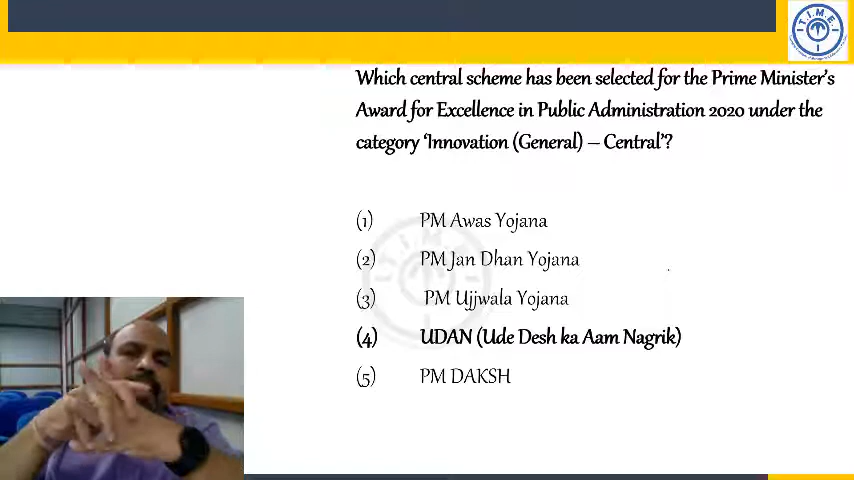 T.I.M.E.
Which central scheme has been selected for the Prime Minister's
Award for Excellence in Public Administration 2020 under the
category 'Innovation (General) – Central'?
(1) PM Awas Yojana
(2) PM Jan Dhan Yojana
(3) PM Ujjwala Yojana
(4) UDAN (Ude Desh ka Aam Nagrik)
(5) PM DAKSH